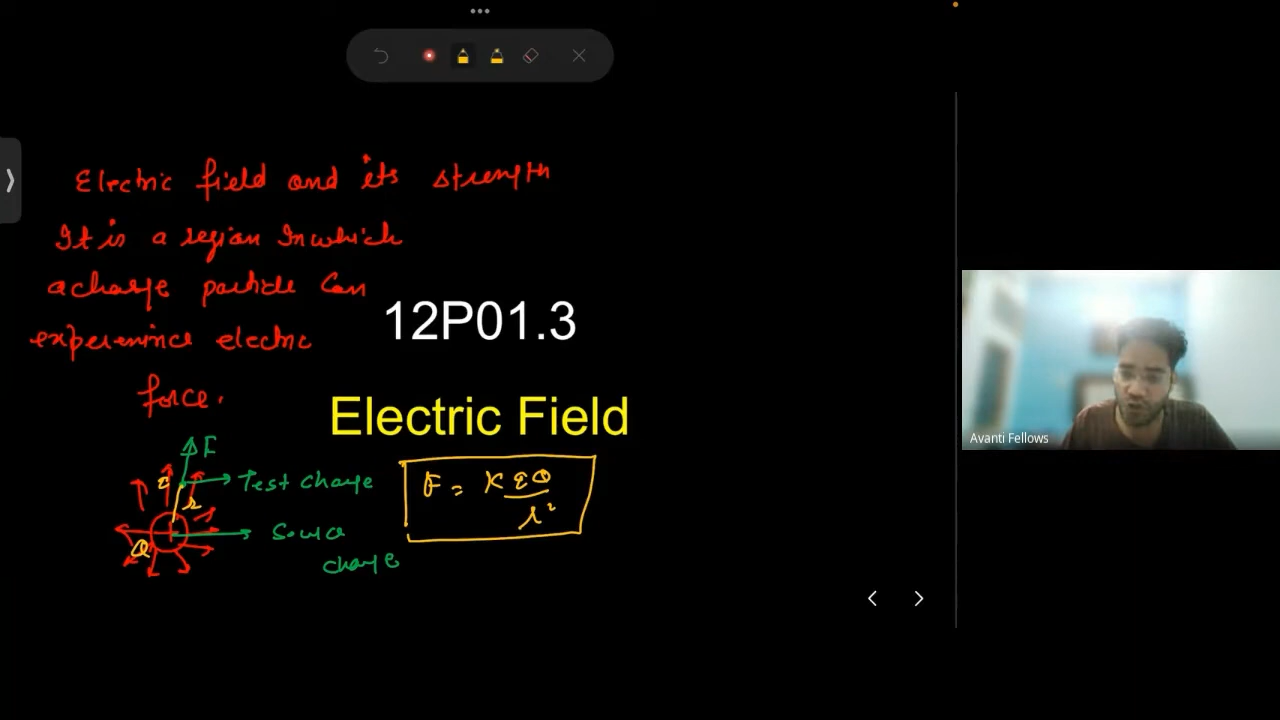 Electric field and its strength
It is a region In which
a charge particle Can
experience electric
force.
12P01.3
Electric Field
F
q
r
Test charge
Q
Source
charge
F = K qQ
r²
Avanti Fellows